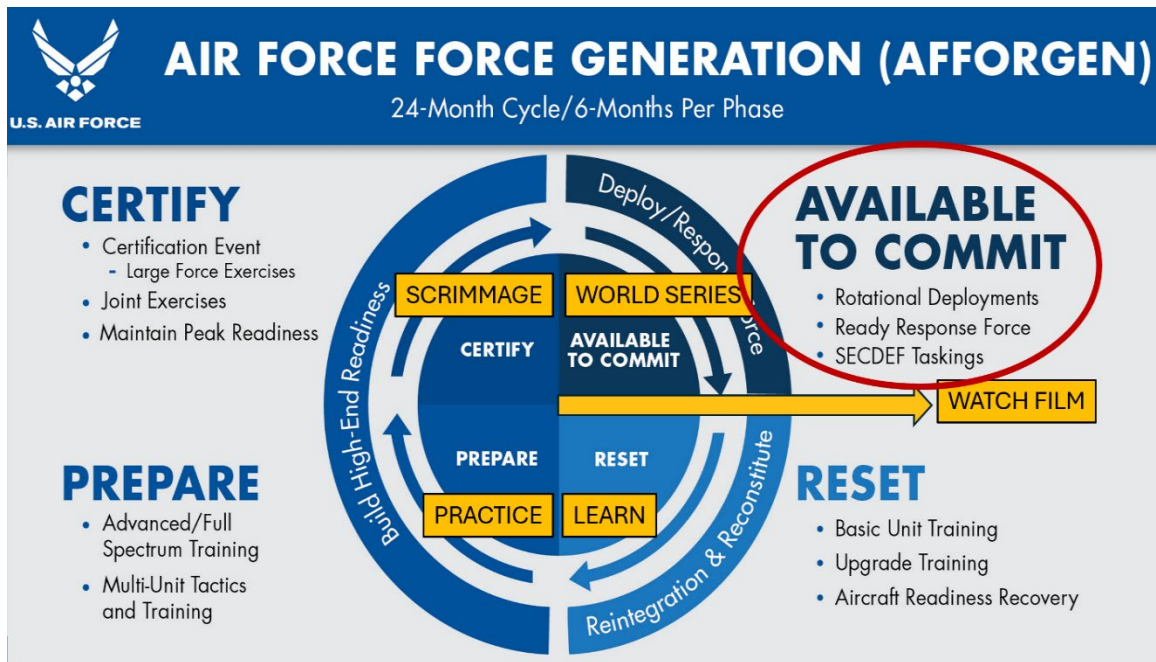 AIR FORCE FORCE GENERATION (AFFORGEN)
24-Month Cycle/6-Months Per Phase
U.S. AIR FORCE
CERTIFY
• Certification Event
- Large Force Exercises
• Joint Exercises
• Maintain Peak Readiness
AVAILABLE
TO COMMIT
• Rotational Deployments
• Ready Response Force
• SECDEF Taskings
Build High-End Readiness
Deploy/Respon
orce
SCRIMMAGE
WORLD SERIES
CERTIFY
AVAILABLE
TO COMMIT
WATCH FILM
PREPARE
RESET
PRACTICE
LEARN
Reintegration & Reconstitute
PREPARE
• Advanced/Full
Spectrum Training
• Multi-Unit Tactics
and Training
RESET
• Basic Unit Training
• Upgrade Training
• Aircraft Readiness Recovery